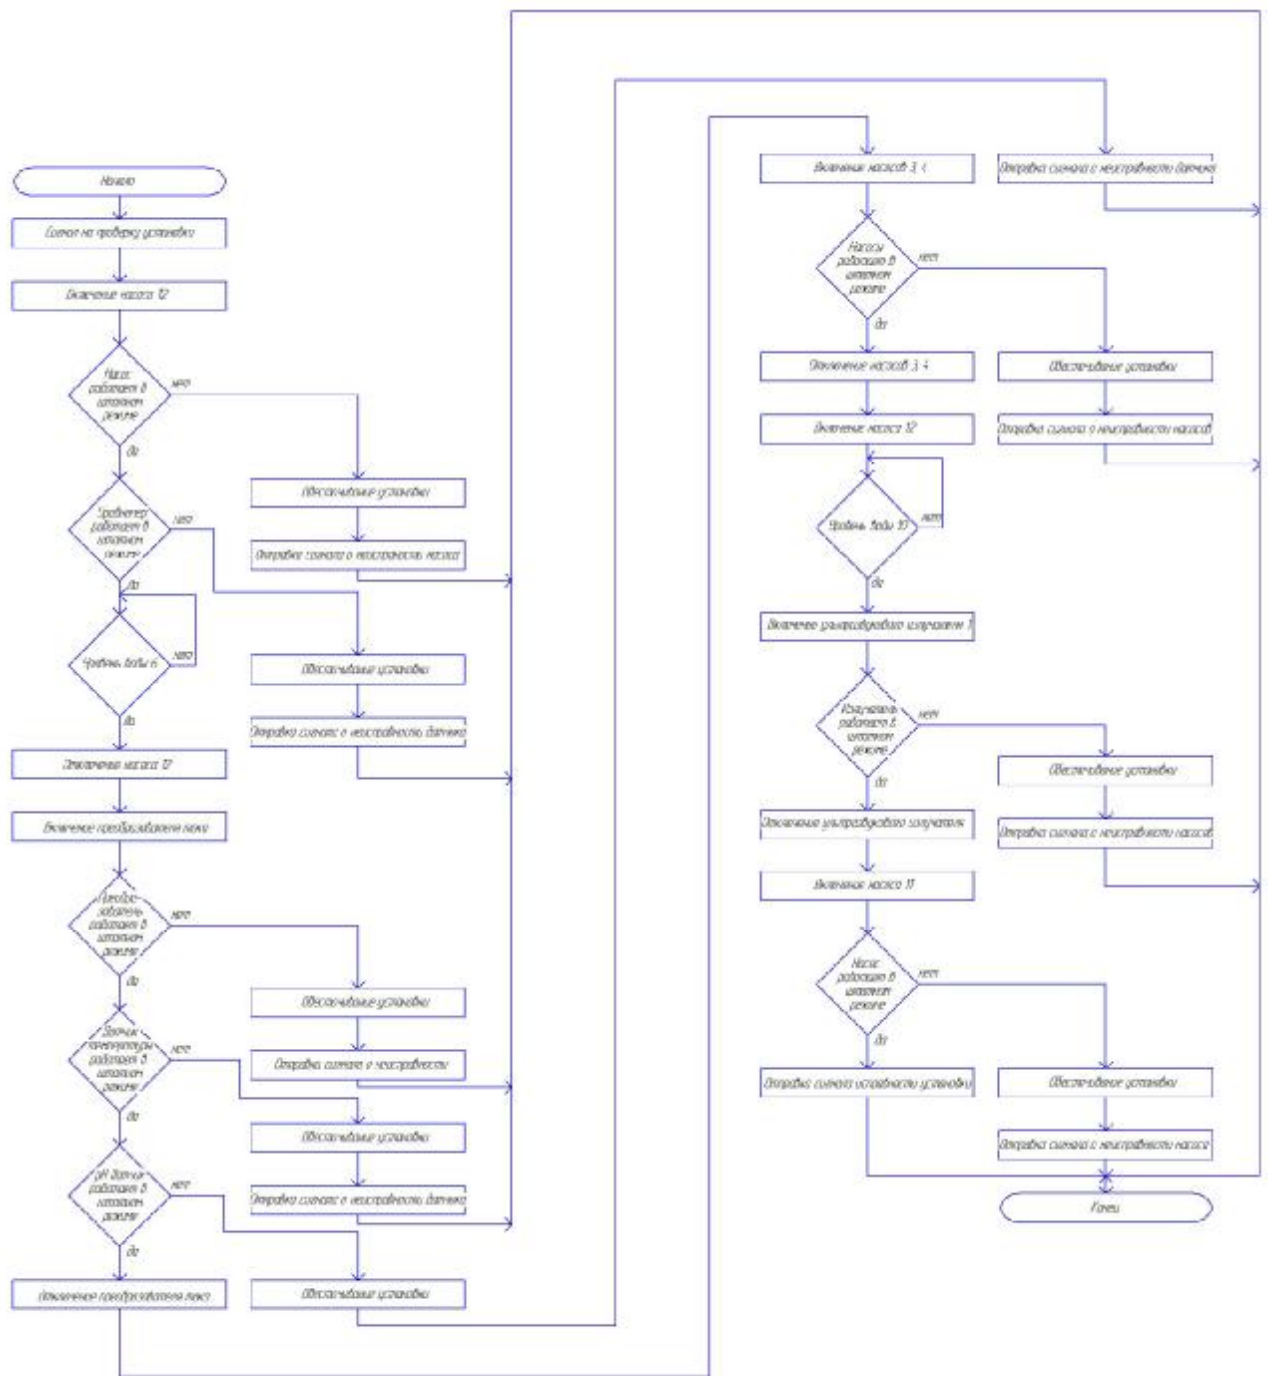 Начало
Сигнал на проверку установки
Включение насоса 12
Насос
работает в
штатном
режиме
нет
да
Уровнемер
работает в
штатном
режиме
нет
Да
Обесточивание установки
Отправка сигнала о неисправность насоса
Уровень воды 6
нет
Да
Обесточивание установки
Отправка сигнала о неисправность датчика
Отключение насоса 12
Включение преобразователя тока
Преобра-
зователь
работает в
штатном
режиме
нет
да
Обесточивание установки
Отправка сигнала о неисправности
Датчик
температуры
работает в
штатном
режиме
нет
да
Обесточивание установки
Отправка сигнала о неисправность датчика
pH датчик
работает в
штатном
режиме
нет
да
Отключение преобразователя тока
Обесточивание установки
Включение насосов 3, 4
Отправка сигнала о неисправности датчика
Насосы
работают в
штатном
режиме
нет
да
Отключение насосов 3, 4
Обесточивание установки
Включение насоса 12
Отправка сигнала о неисправности насосов
Уровень воды 10
нет
да
Включение ультразвукового излучателя 1
Излучатель
работает в
штатном
режиме
нет
да
Обесточивание установки
Отключение ультразвукового излучателя
Отправка сигнала о неисправности насосов
Включение насоса 11
Насос
работает в
штатном
режиме
нет
да
Отправка сигнала исправности установки
Обесточивание установки
Отправка сигнала о неисправности насоса
Конец